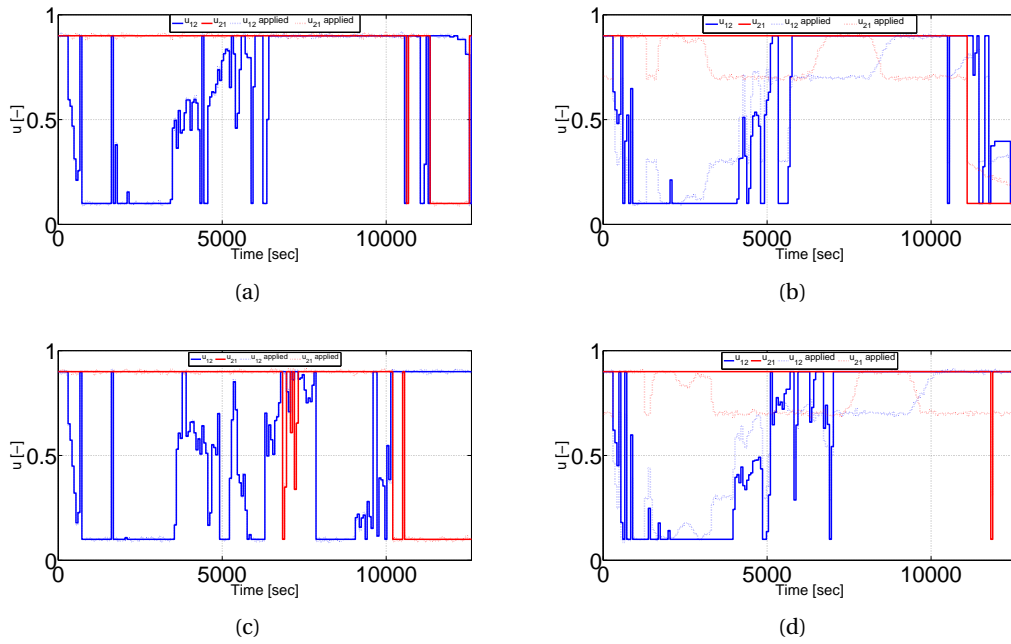 u12 u21 u12 applied u21 applied
1
0.5
0
u [−]
0 5000 10000
Time [sec]
(a)
u12 u21 u12 applied u21 applied
1
0.5
0
u [−]
0 5000 10000
Time [sec]
(b)
u12 u21 u12 applied u21 applied
1
0.5
0
u [−]
0 5000 10000
Time [sec]
(c)
u12 u21 u12 applied u21 applied
1
0.5
0
u [−]
0 5000 10000
Time [sec]
(d)